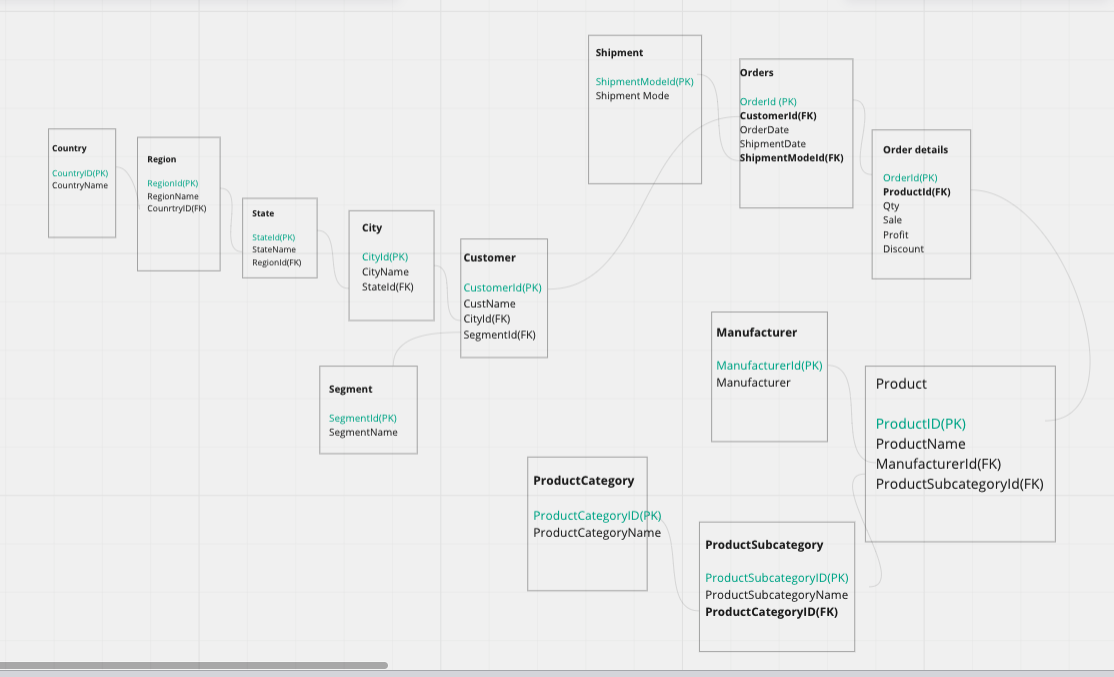 Country
CountryID(PK)
CountryName
Region
RegionId(PK)
RegionName
CounrtryID(FK)
State
StateId(PK)
StateName
RegionId(FK)
City
CityId(PK)
CityName
StateId(FK)
Customer
CustomerId(PK)
CustName
CityId(FK)
SegmentId(FK)
Segment
SegmentId(PK)
SegmentName
Shipment
ShipmentModeId(PK)
Shipment Mode
Orders
OrderId (PK)
CustomerId(FK)
OrderDate
ShipmentDate
ShipmentModeId(FK)
Order details
OrderId(PK)
ProductId(FK)
Qty
Sale
Profit
Discount
Manufacturer
ManufacturerId(PK)
Manufacturer
Product
ProductID(PK)
ProductName
ManufacturerId(FK)
ProductSubcategoryId(FK)
ProductCategory
ProductCategoryID(PK)
ProductCategoryName
ProductSubcategory
ProductSubcategoryID(PK)
ProductSubcategoryName
ProductCategoryID(FK)